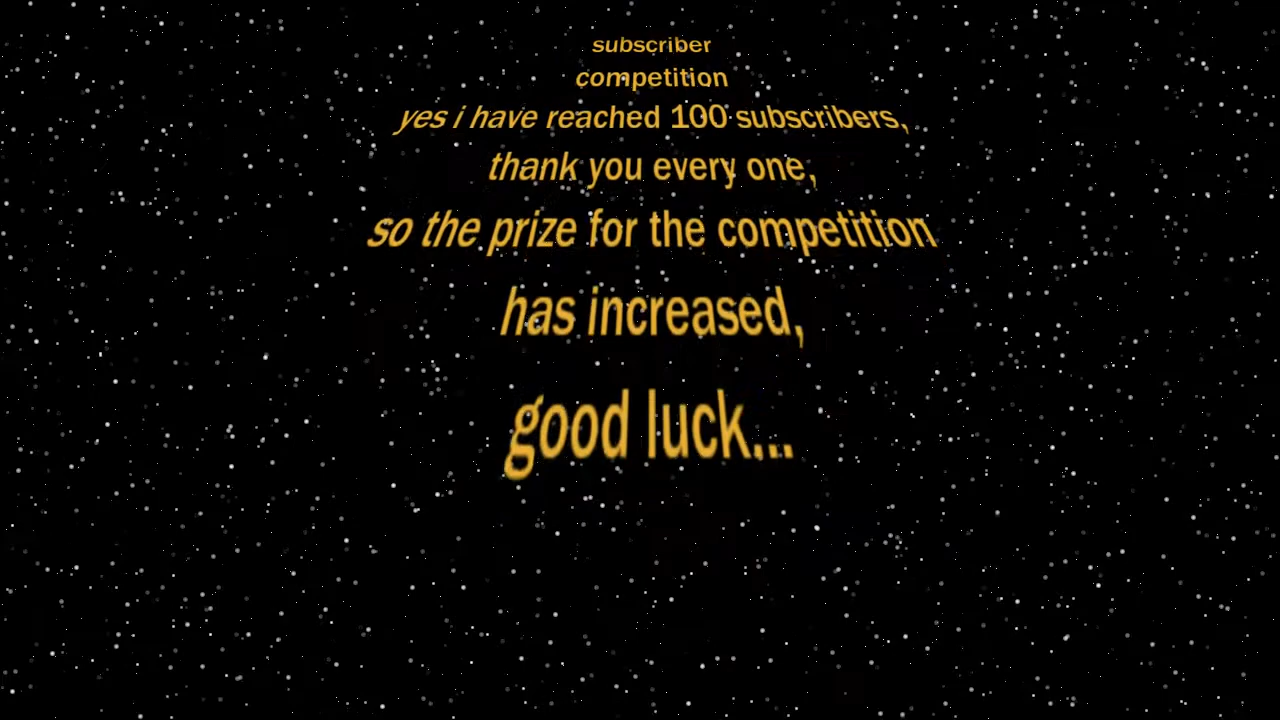 subscriber
competition
yes i have reached 100 subscribers,
thank you every one,
so the prize for the competition
has increased,
good luck...